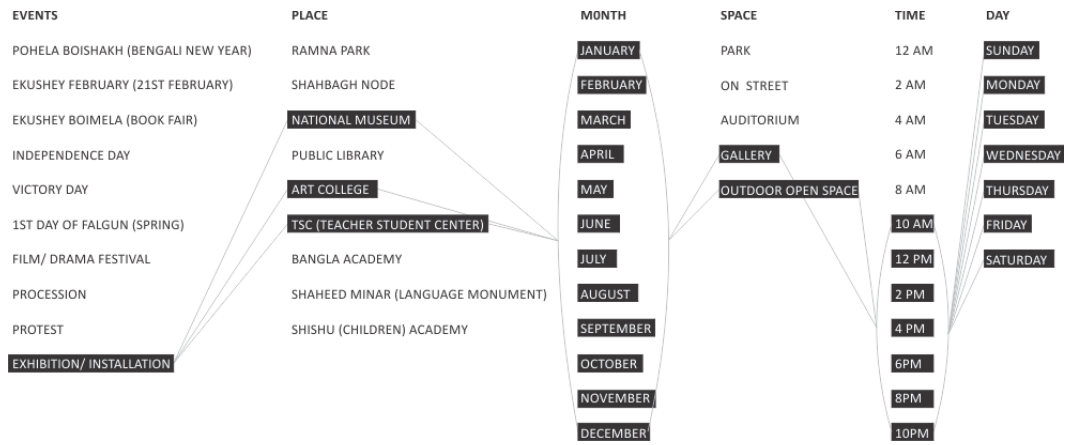 EVENTS PLACE M0NTH SPACE TIME DAY
POHELA BOISHAKH (BENGALI NEW YEAR) RAMNA PARK JANUARY PARK 12 AM SUNDAY
EKUSHEY FEBRUARY (21ST FEBRUARY) SHAHBAGH NODE FEBRUARY ON STREET 2 AM MONDAY
EKUSHEY BOIMELA (BOOK FAIR) NATIONAL MUSEUM MARCH AUDITORIUM 4 AM TUESDAY
INDEPENDENCE DAY PUBLIC LIBRARY APRIL GALLERY 6 AM WEDNESDAY
VICTORY DAY ART COLLEGE MAY OUTDOOR OPEN SPACE 8 AM THURSDAY
1ST DAY OF FALGUN (SPRING) TSC (TEACHER STUDENT CENTER) JUNE 10 AM FRIDAY
FILM/ DRAMA FESTIVAL BANGLA ACADEMY JULY 12 PM SATURDAY
PROCESSION SHAHEED MINAR (LANGUAGE MONUMENT) AUGUST 2 PM
PROTEST SHISHU (CHILDREN) ACADEMY SEPTEMBER 4 PM
EXHIBITION/ INSTALLATION OCTOBER 6PM
NOVEMBER 8PM
DECEMBER 10PM